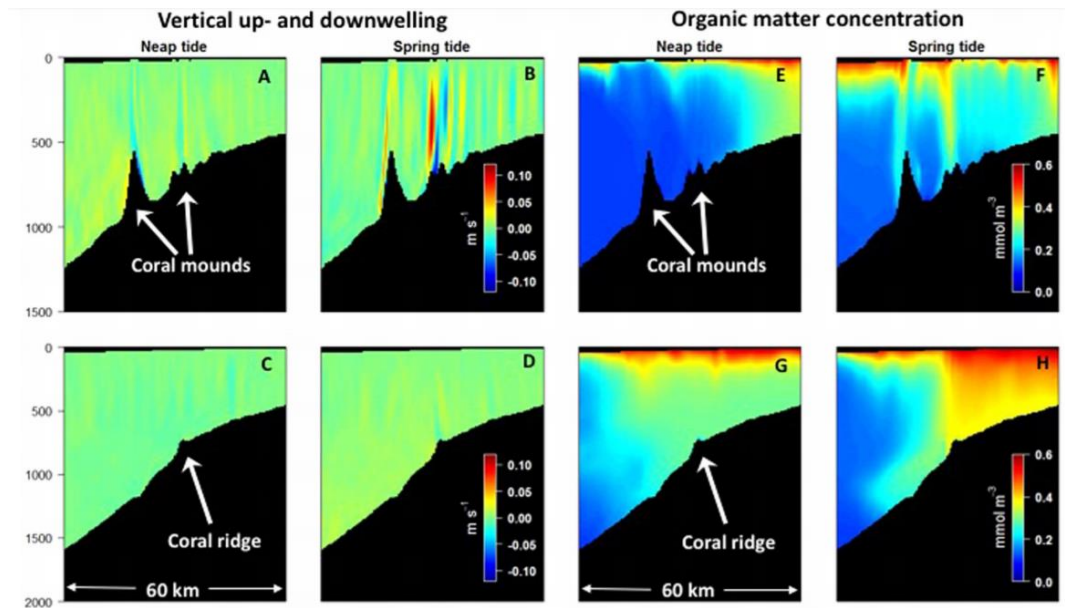 Vertical up- and downwelling
Organic matter concentration
Neap tide
Spring tide
Neap tide
Spring tide
0
500
1000
1500
A
Coral mounds
B
0.10
0.05
0.00
-0.05
-0.10
m s⁻¹
E
Coral mounds
F
0.6
0.4
0.2
0.0
mmol m⁻³
0
500
1000
1500
2000
C
Coral ridge
60 km
D
0.10
0.05
0.00
-0.05
-0.10
m s⁻¹
G
Coral ridge
60 km
H
0.6
0.4
0.2
0.0
mmol m⁻³